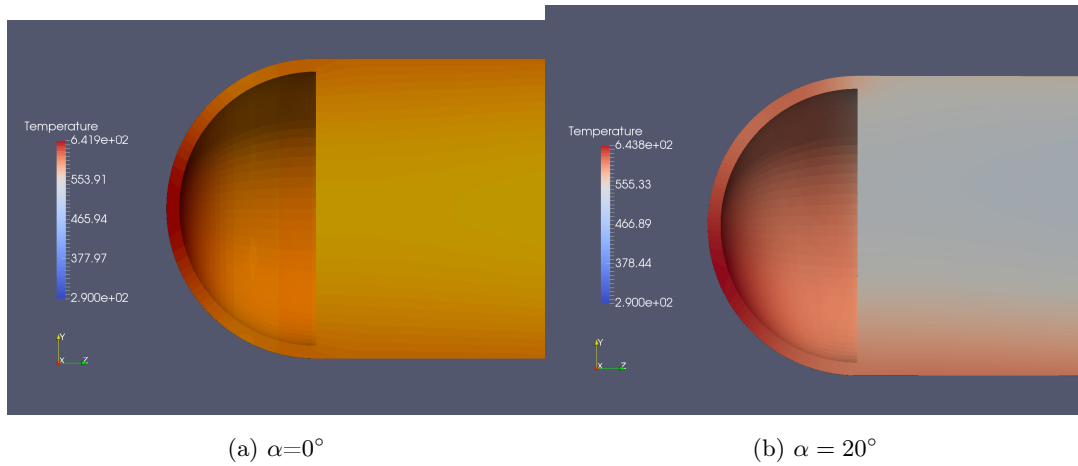 Temperature
6.419e+02
553.91
465.94
377.97
2.900e+02
Y
X Z
Temperature
6.438e+02
555.33
466.89
378.44
2.900e+02
Y
X Z
(a) α=0°
(b) α = 20°